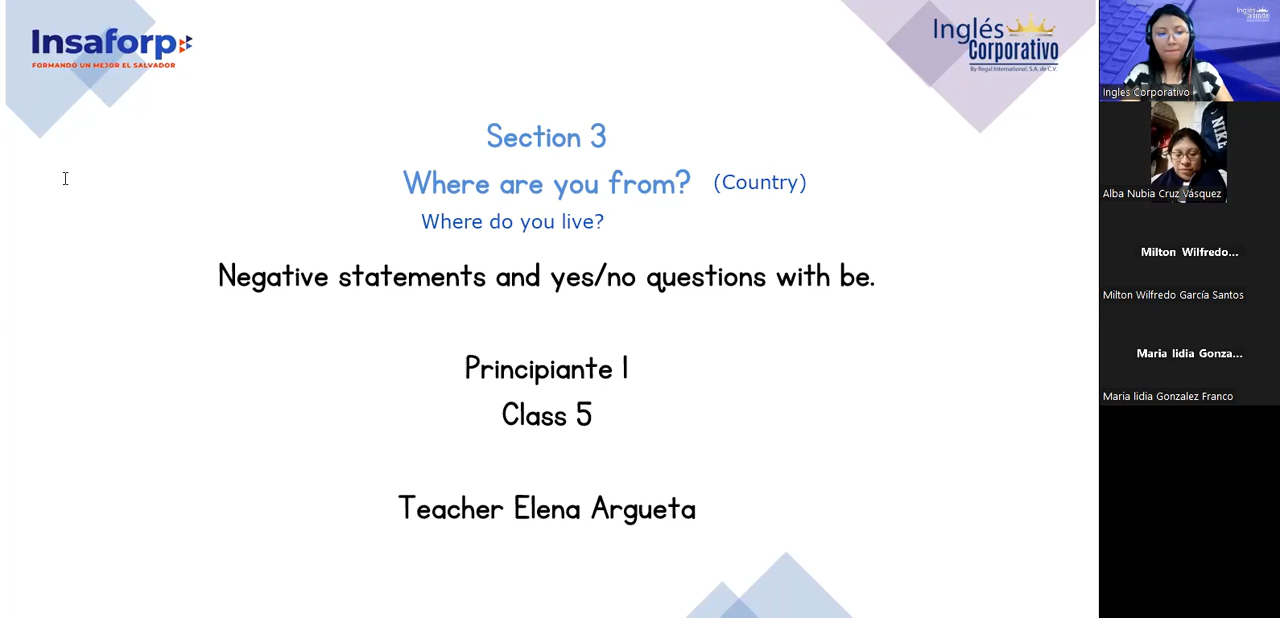 Insaforp
FORMANDO UN MEJOR EL SALVADOR
Inglés
Corporativo
By Regal International, S.A. de C.V.
Section 3
Where are you from? (Country)
Where do you live?
Negative statements and yes/no questions with be.
Principiante I
Class 5
Teacher Elena Argueta
Ingles Corporativo
NIKE
Alba Nubia Cruz Vásquez
Milton Wilfredo...
Milton Wilfredo García Santos
Maria lidia Gonza...
Maria lidia Gonzalez Franco